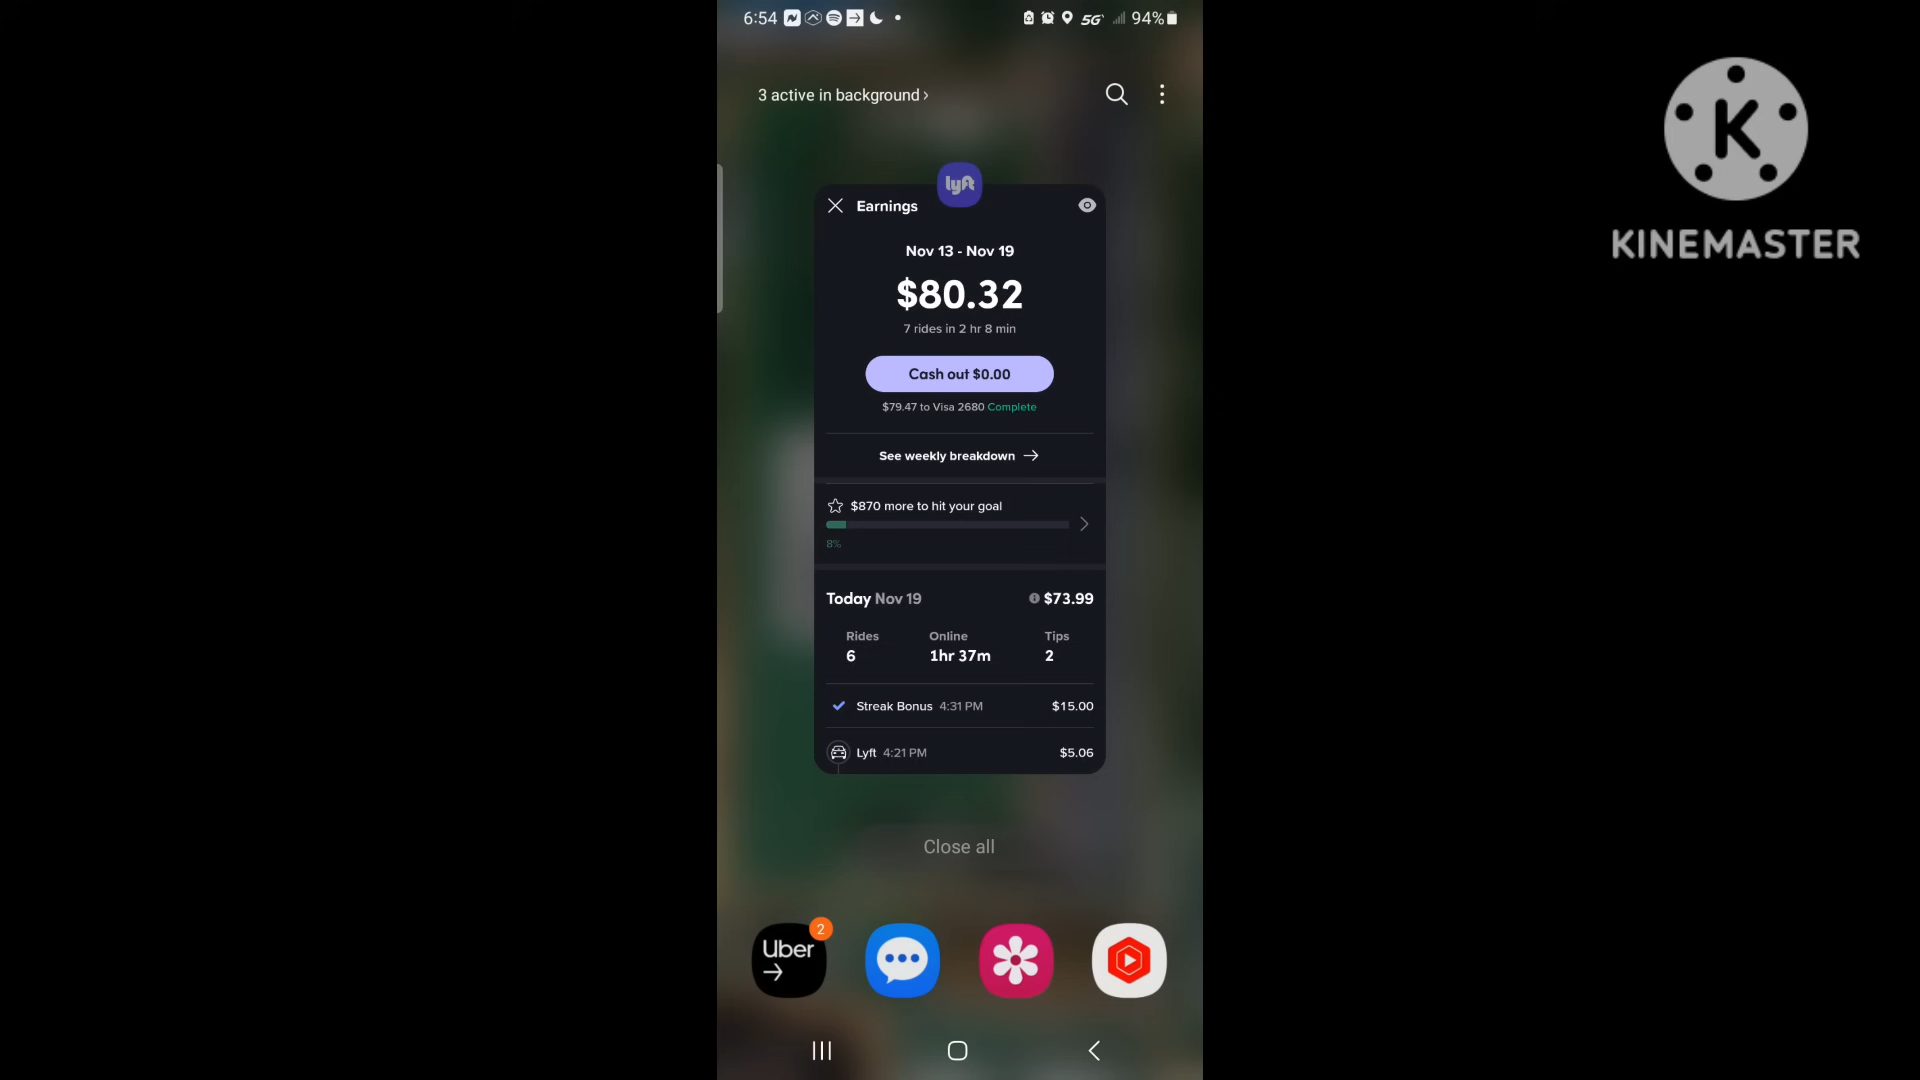 6:54
5G 94%
3 active in background ›
lyft
Earnings
Nov 13 - Nov 19
$80.32
7 rides in 2 hr 8 min
Cash out $0.00
$79.47 to Visa 2680 Complete
See weekly breakdown →
$870 more to hit your goal
8%
Today Nov 19 $73.99
Rides Online Tips
6 1hr 37m 2
Streak Bonus 4:31 PM $15.00
Lyft 4:21 PM $5.06
Close all
Uber
2
K
KINEMASTER